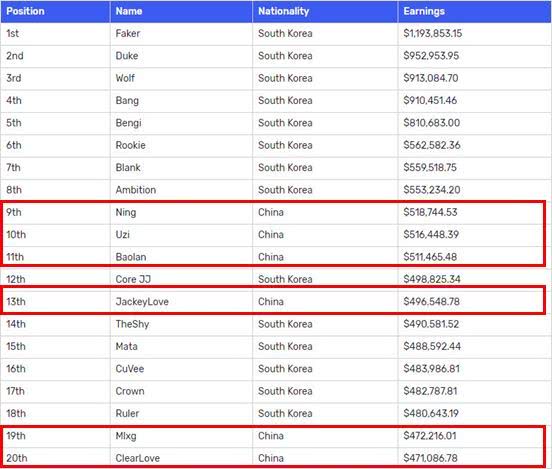 Position Name Nationality Earnings
1st Faker South Korea $1,193,853.15
2nd Duke South Korea $952,953.95
3rd Wolf South Korea $913,084.70
4th Bang South Korea $910,451.46
5th Bengi South Korea $810,683.00
6th Rookie South Korea $562,582.36
7th Blank South Korea $559,518.75
8th Ambition South Korea $553,234.20
9th Ning China $518,744.53
10th Uzi China $516,448.39
11th Baolan China $511,465.48
12th Core JJ South Korea $498,825.34
13th JackeyLove China $496,548.78
14th TheShy South Korea $490,581.52
15th Mata South Korea $488,592.44
16th CuVee South Korea $483,986.81
17th Crown South Korea $482,787.81
18th Ruler South Korea $480,643.19
19th Mlxg China $472,216.01
20th ClearLove China $471,086.78